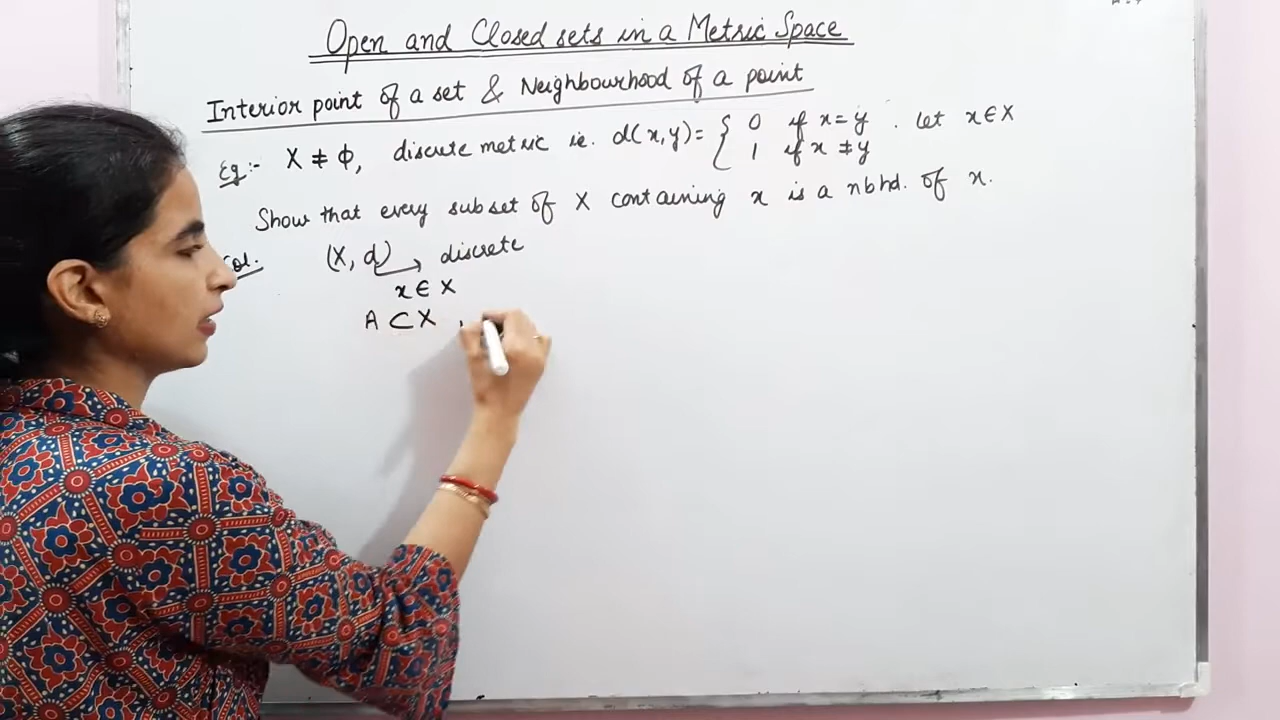 Open and Closed sets in a Metric Space
Interior point of a set & Neighbourhood of a point
Eg:- X ≠ ϕ, discrete metric ie. d(x,y)= { 0 if x=y . Let x∈X
1 if x≠y
Show that every subset of X containing x is a nbhd. of x.
Sol. (X, d) → discrete
x ∈ X
A ⊂ X ,